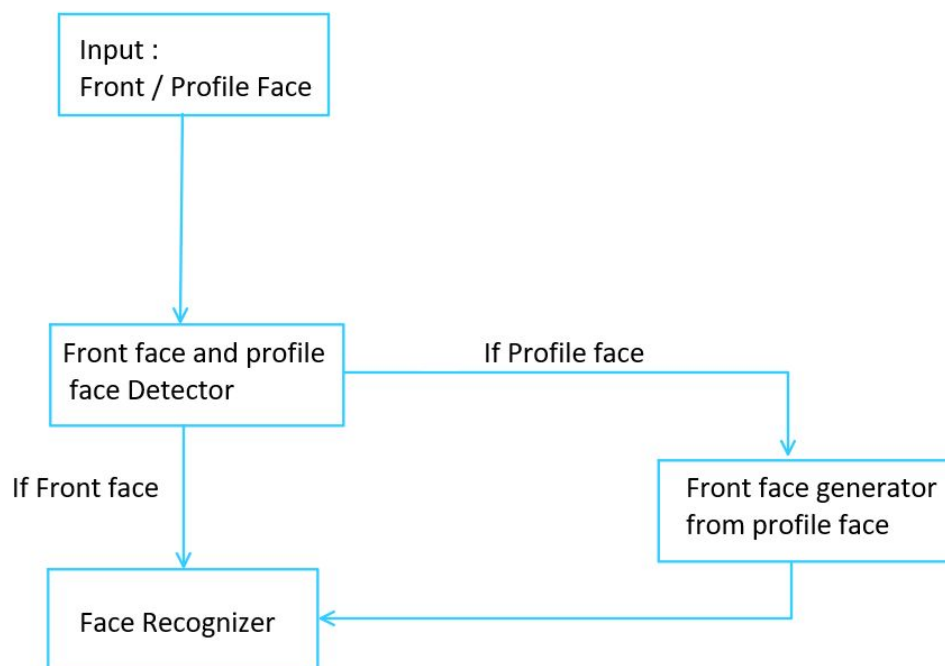 Input :
Front / Profile Face
Front face and profile
face Detector
If Profile face
If Front face
Front face generator
from profile face
Face Recognizer